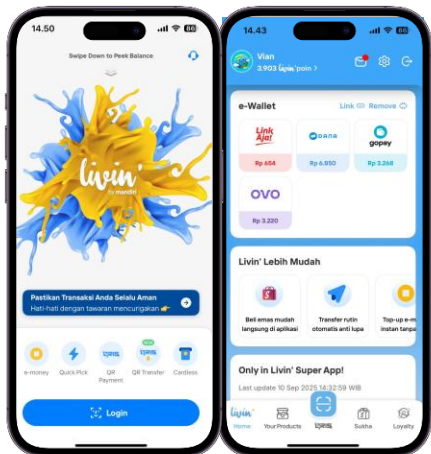 14.50
Swipe Down to Peek Balance
livin'
by mandiri
Pastikan Transaksi Anda Selalu Aman
Hati-hati dengan tawaran mencurigakan
e-money
Quick Pick
QRIS
QR Payment
QRIS
QR Transfer
Cardless
Login
14.43
Vian
3.903 livin'poin >
e-Wallet
Link
Remove
Link Aja!
Rp 654
DANA
Rp 6.850
gopay
Rp 3.268
OVO
Rp 3.220
Livin' Lebih Mudah
Beli emas mudah
langsung di aplikasi
Transfer rutin
otomatis anti lupa
Top-up e-m
instan tanpa
Only in Livin' Super App!
Last update 10 Sep 2025 14:32:59 WIB
livin'
Home
Your Products
QRIS
Sukha
Loyalty